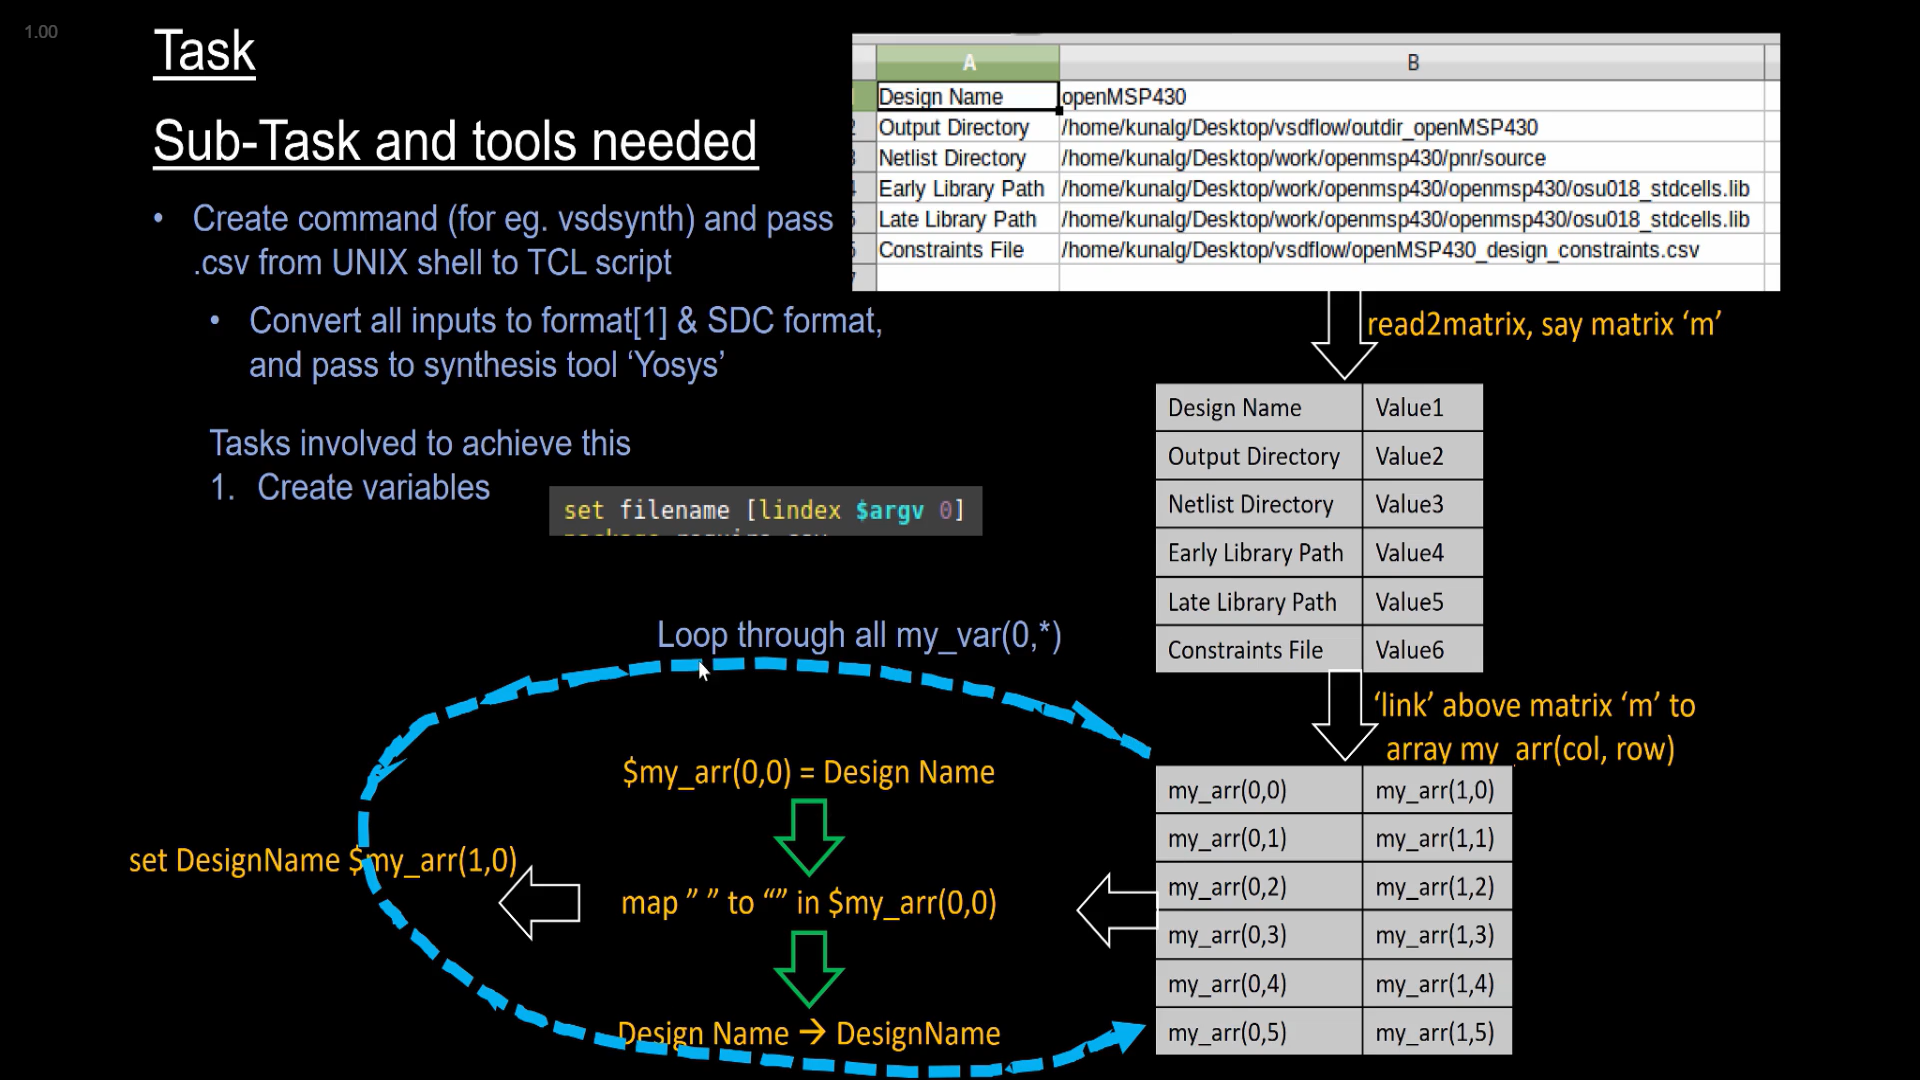 1.00
Task
Sub-Task and tools needed
• Create command (for eg. vsdsynth) and pass
.csv from UNIX shell to TCL script
• Convert all inputs to format[1] & SDC format,
and pass to synthesis tool ‘Yosys’
Tasks involved to achieve this
1. Create variables
set filename [lindex $argv 0]
A B
Design Name openMSP430
Output Directory /home/kunalg/Desktop/vsdflow/outdir_openMSP430
Netlist Directory /home/kunalg/Desktop/work/openmsp430/pnr/source
Early Library Path /home/kunalg/Desktop/work/openmsp430/openmsp430/osu018_stdcells.lib
Late Library Path /home/kunalg/Desktop/work/openmsp430/openmsp430/osu018_stdcells.lib
Constraints File /home/kunalg/Desktop/vsdflow/openMSP430_design_constraints.csv
read2matrix, say matrix ‘m’
Design Name Value1
Output Directory Value2
Netlist Directory Value3
Early Library Path Value4
Late Library Path Value5
Constraints File Value6
‘link’ above matrix ‘m’ to
array my_arr(col, row)
my_arr(0,0) my_arr(1,0)
my_arr(0,1) my_arr(1,1)
my_arr(0,2) my_arr(1,2)
my_arr(0,3) my_arr(1,3)
my_arr(0,4) my_arr(1,4)
my_arr(0,5) my_arr(1,5)
Loop through all my_var(0,*)
$my_arr(0,0) = Design Name
map ” ” to “” in $my_arr(0,0)
Design Name → DesignName
set DesignName $my_arr(1,0)